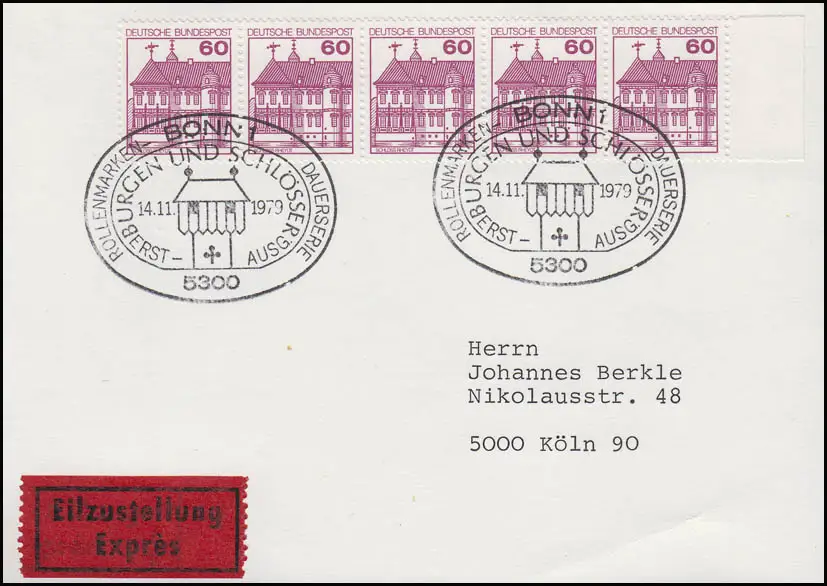 DEUTSCHE BUNDESPOST DEUTSCHE BUNDESPOST DEUTSCHE BUNDESPOST DEUTSCHE BUNDESPOST DEUTSCHE BUNDESPOST
60 60 60 60 60
SCHLOSS RHEYDT
ROLLENMARKEN- BONN 1 DAUERSERIE
BURGEN UND SCHLÖSSER
14.11. 1979
ERST- AUSG.
5300
ROLLENMARKEN- BONN 1 DAUERSERIE
BURGEN UND SCHLÖSSER
14.11. 1979
ERST- AUSG.
5300
Herrn
Johannes Berkle
Nikolausstr. 48
5000 Köln 90
Eilzustellung
Exprès